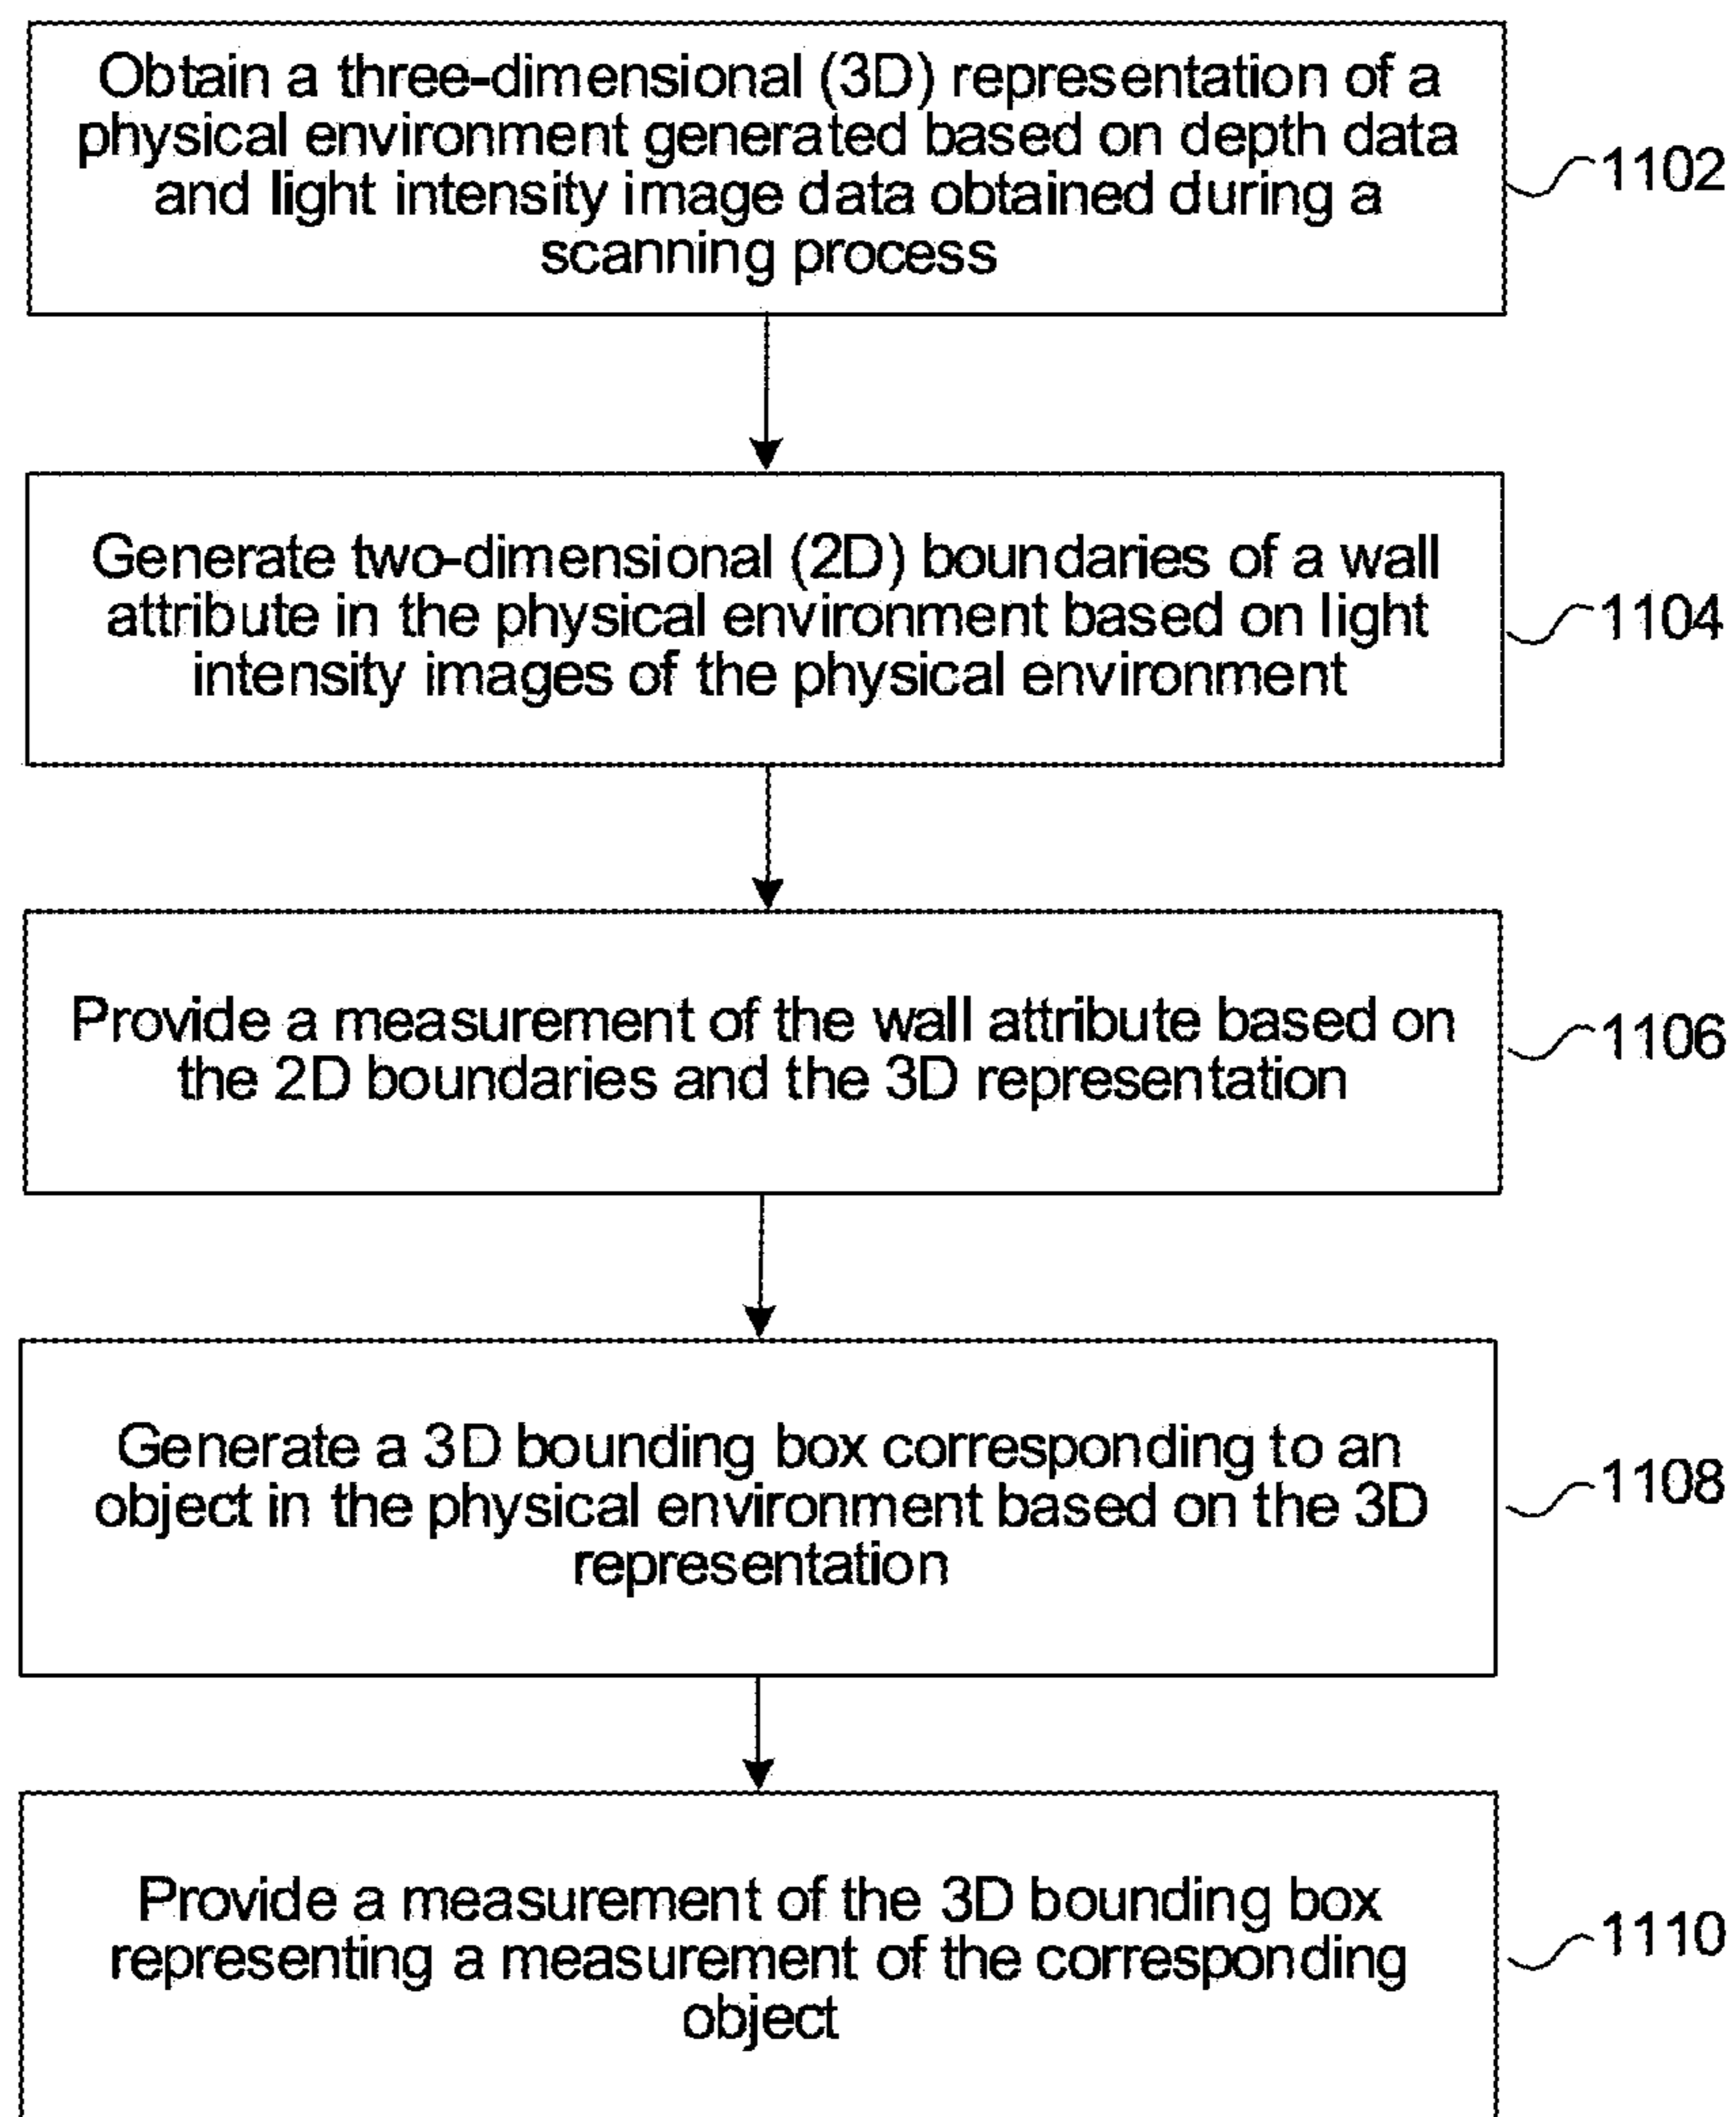 Obtain a three-dimensional (3D) representation of a
physical environment generated based on depth data
and light intensity image data obtained during a
scanning process
1102
Generate two-dimensional (2D) boundaries of a wall
attribute in the physical environment based on light
intensity images of the physical environment
1104
Provide a measurement of the wall attribute based on
the 2D boundaries and the 3D representation
1106
Generate a 3D bounding box corresponding to an
object in the physical environment based on the 3D
representation
1108
Provide a measurement of the 3D bounding box
representing a measurement of the corresponding
object
1110